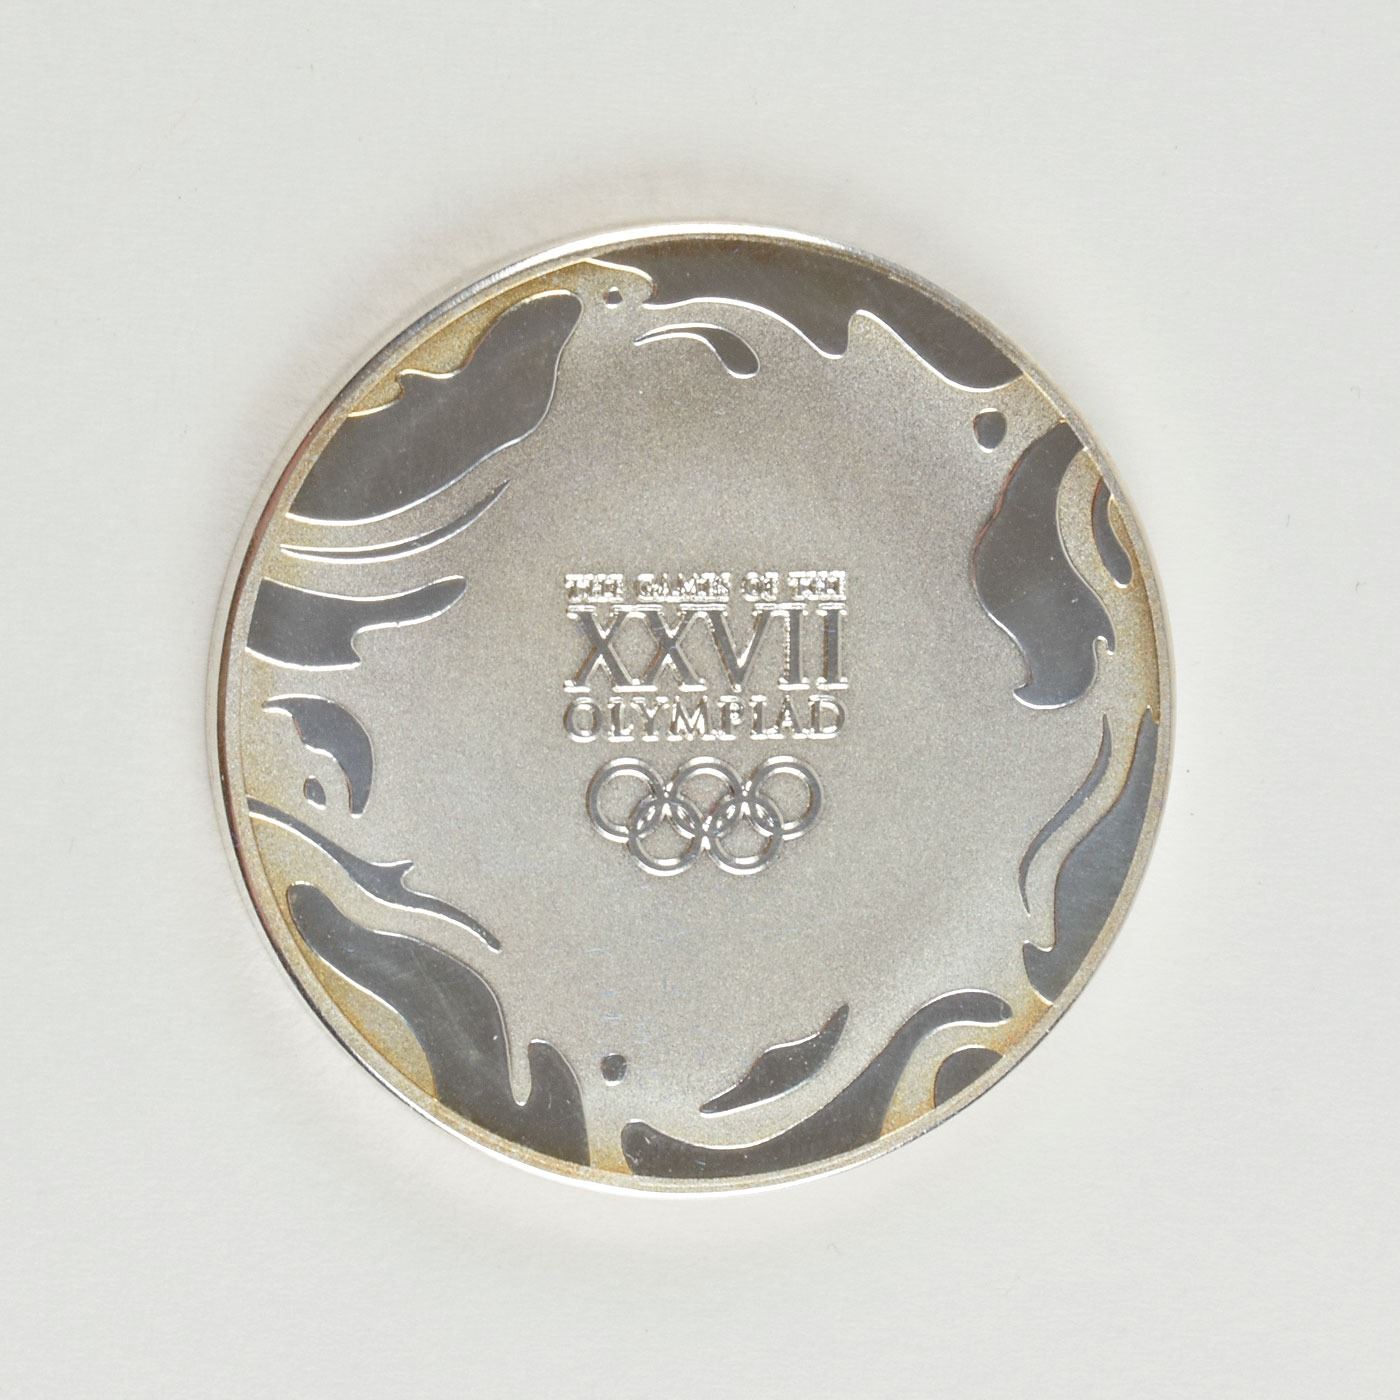 THE GAMES OF THE
XXVII
OLYMPIAD